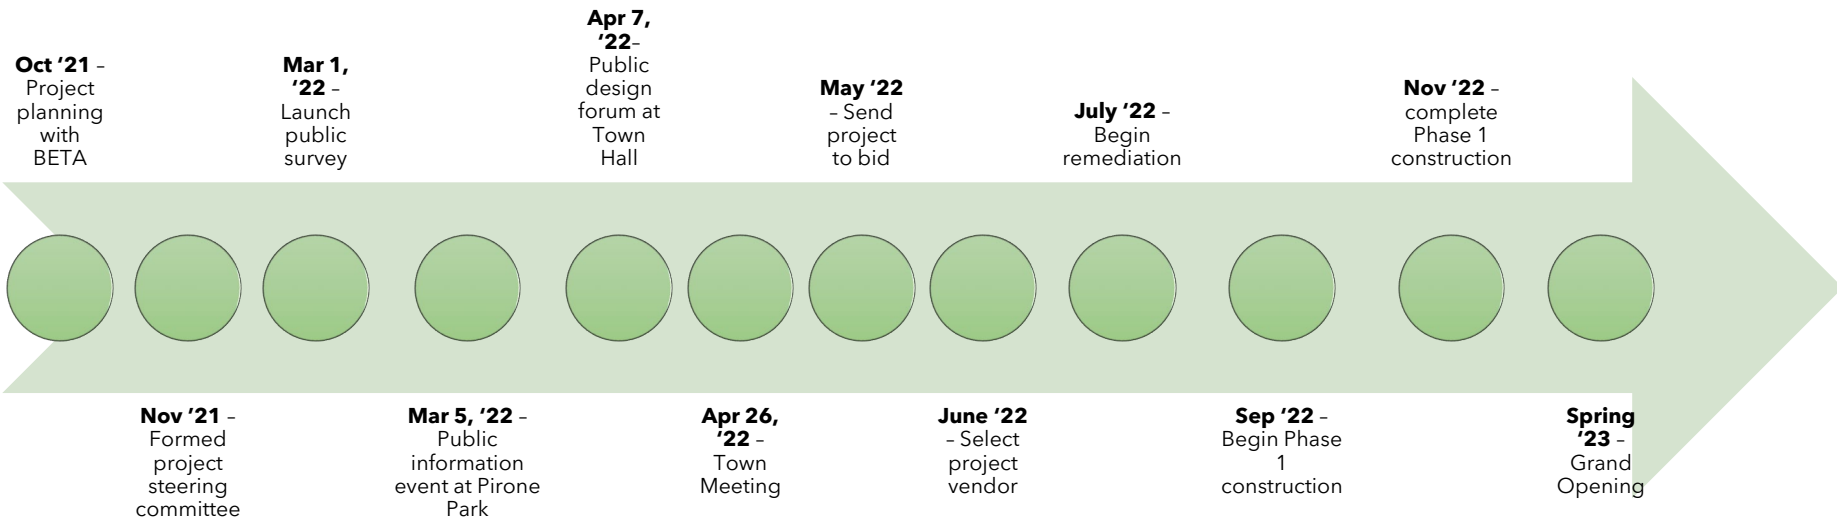 Oct ‘21 –
Project
planning
with
BETA
Nov ’21 –
Formed
project
steering
committee
Mar 1,
‘22 –
Launch
public
survey
Mar 5, ‘22 –
Public
information
event at Pirone
Park
Apr 7,
‘22–
Public
design
forum at
Town
Hall
Apr 26,
‘22 –
Town
Meeting
May ‘22
– Send
project
to bid
June ‘22
– Select
project
vendor
July ‘22 –
Begin
remediation
Sep ‘22 –
Begin Phase
1
construction
Nov ‘22 –
complete
Phase 1
construction
Spring
‘23 –
Grand
Opening